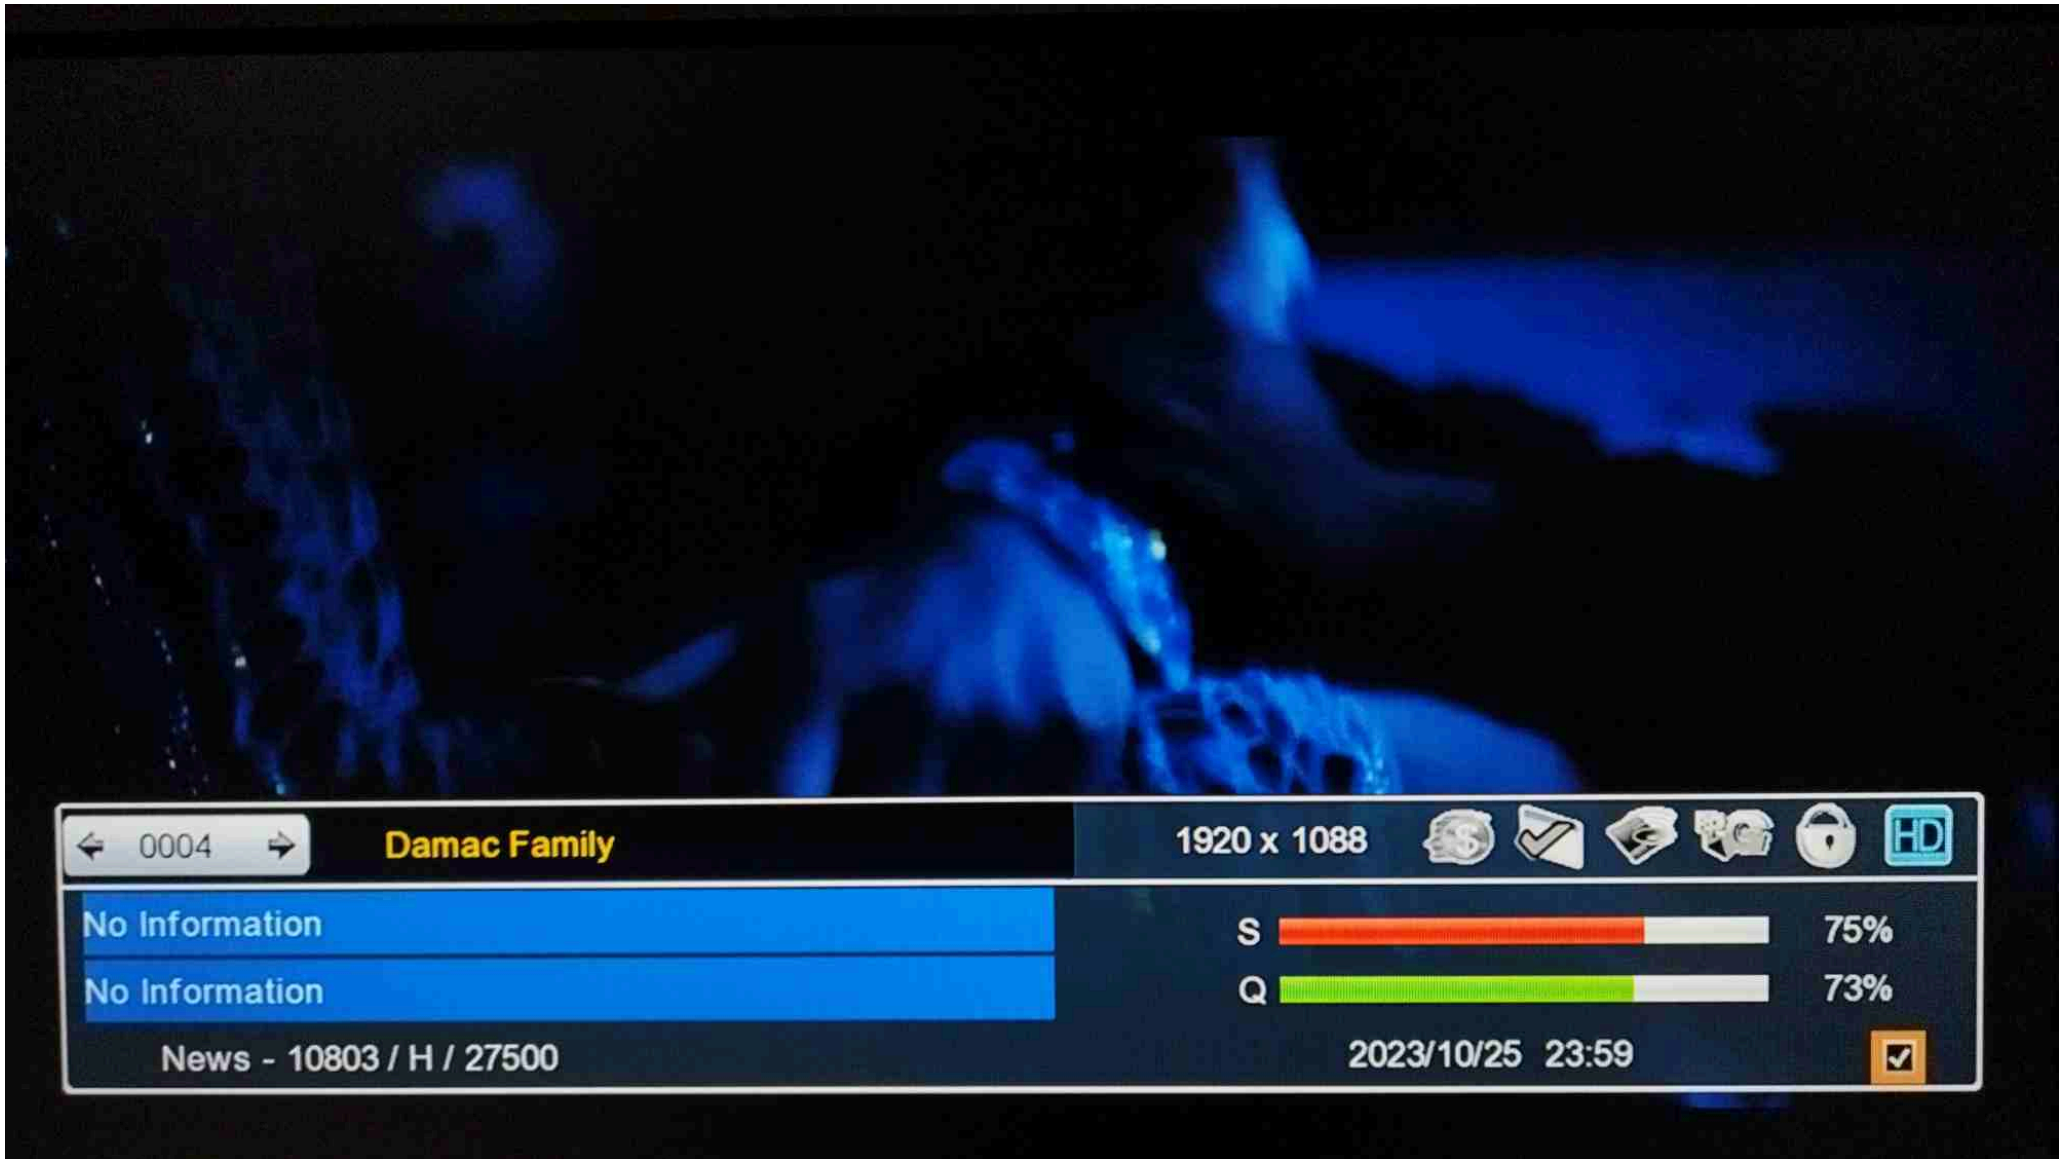 0004
Damac Family
1920 x 1088
HD
No Information
S 75%
No Information
Q 73%
News - 10803 / H / 27500
2023/10/25 23:59